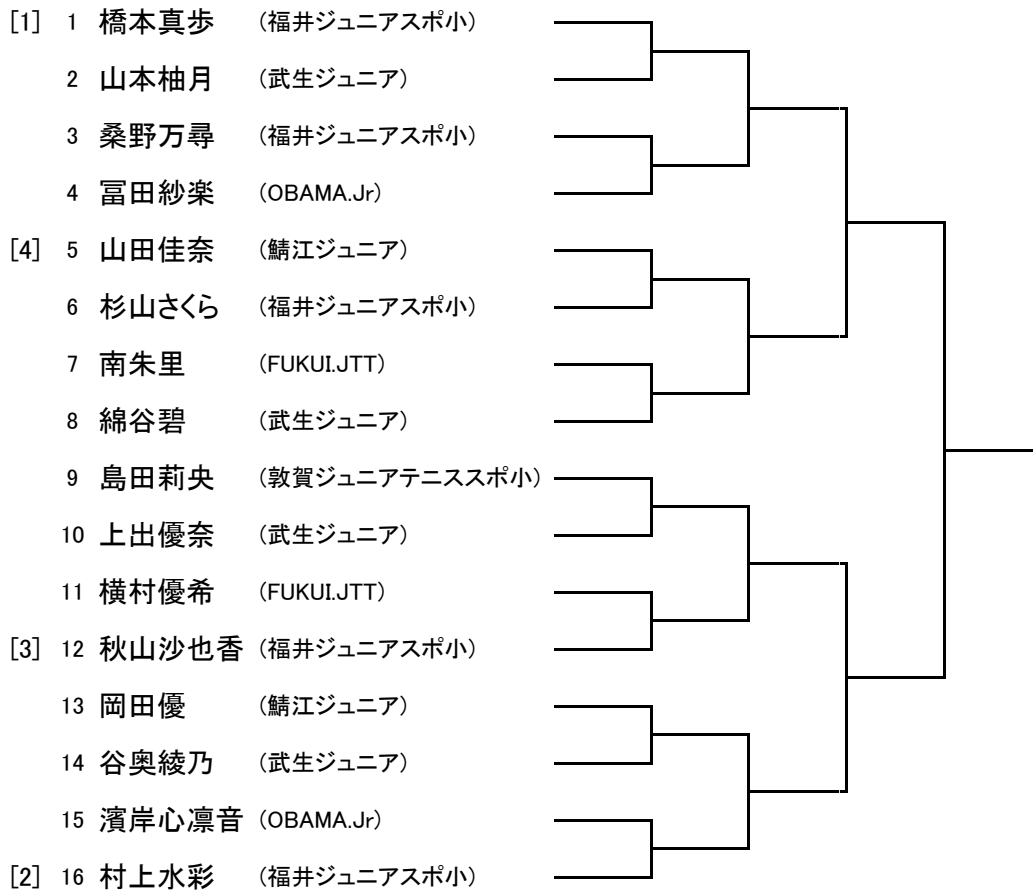 [1] 1 橋本真歩 (福井ジュニアスポ少)
2 山本柚月 (武生ジュニア)
3 桑野万尋 (福井ジュニアスポ少)
4 冨田紗楽 (OBAMA.Jr)
[4] 5 山田佳奈 (鯖江ジュニア)
6 杉山さくら (福井ジュニアスポ少)
7 南朱里 (FUKUI.JTT)
8 綿谷碧 (武生ジュニア)
9 島田莉央 (敦賀ジュニアテニススポ少)
10 上出優奈 (武生ジュニア)
11 横村優希 (FUKUI.JTT)
[3] 12 秋山沙也香 (福井ジュニアスポ少)
13 岡田優 (鯖江ジュニア)
14 谷奥綾乃 (武生ジュニア)
15 濱岸心凛音 (OBAMA.Jr)
[2] 16 村上水彩 (福井ジュニアスポ少)